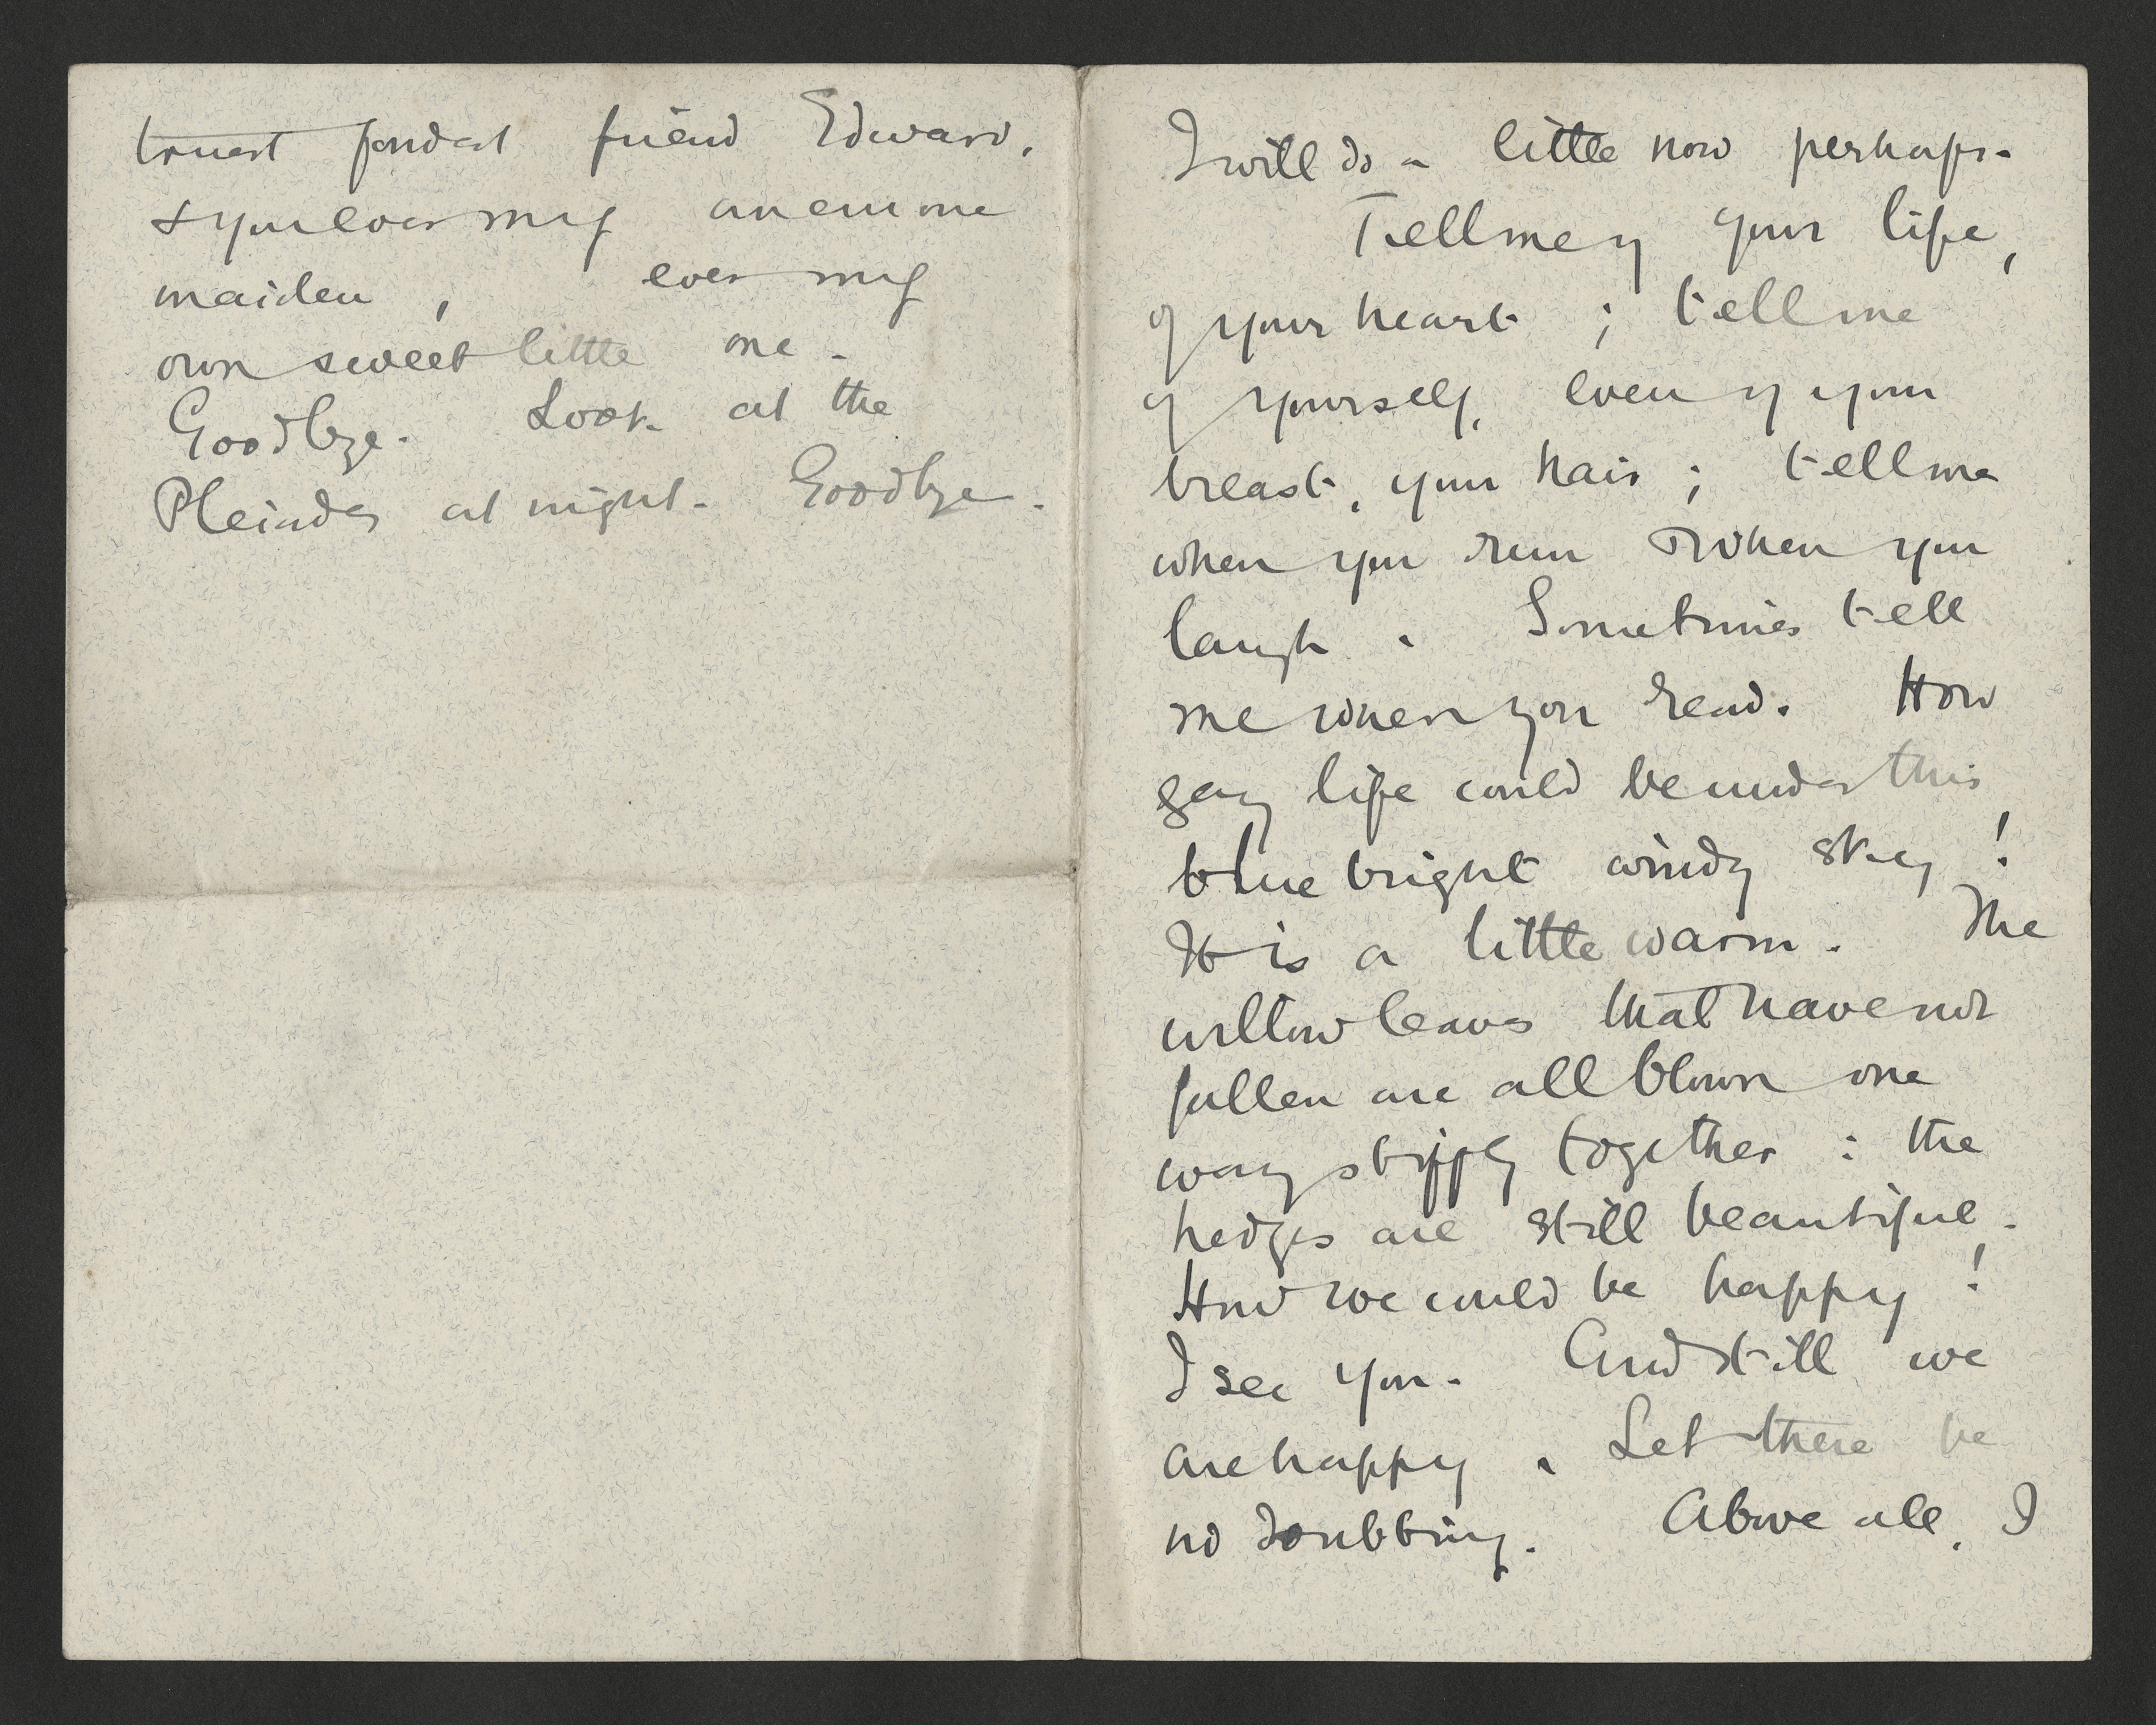 truest fondest friend Edward,
& you ever my anemone
maiden, ever my
own sweet little one.
Goodbye. Look at the
Pleiades at night. Goodbye.
I will do a little now perhaps.
Tell me of your life,
of your heart; tell me
of yourself, even of your
breast, your hair; tell me
when you run & when you
laugh. Sometimes tell
me when you read. How
gay life could be under this
blue bright windy sky!
It is a little warm. The
willow leaves that have not
fallen are all blown one
way stiffly together: the
hedges are still beautiful.
How we could be happy!
I see you. And still we
are happy. Let there be
no doubting. Above all, I